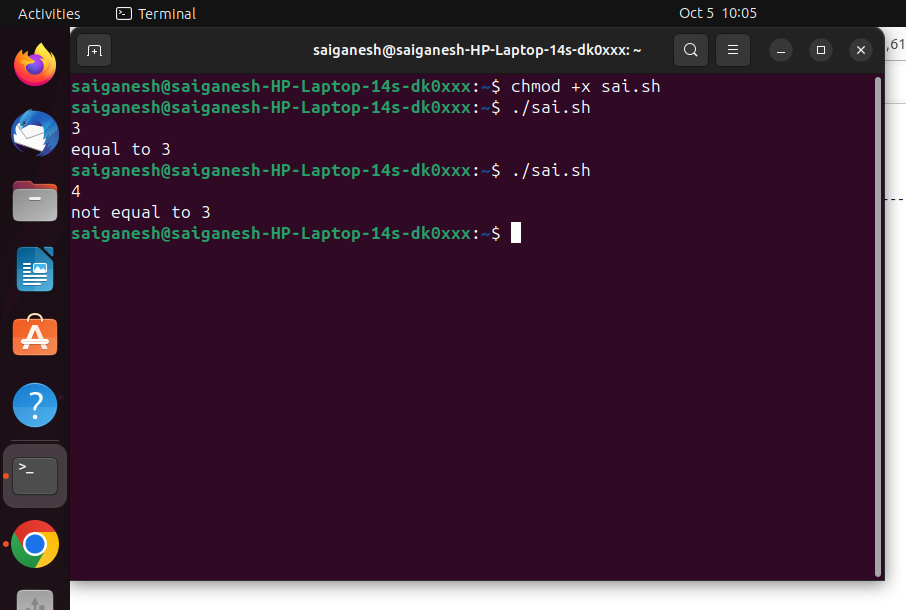 Activities
Terminal
Oct 5 10:05
saiganesh@saiganesh-HP-Laptop-14s-dk0xxx: ~
,61
saiganesh@saiganesh-HP-Laptop-14s-dk0xxx:~$ chmod +x sai.sh
saiganesh@saiganesh-HP-Laptop-14s-dk0xxx:~$ ./sai.sh
3
equal to 3
saiganesh@saiganesh-HP-Laptop-14s-dk0xxx:~$ ./sai.sh
4
not equal to 3
saiganesh@saiganesh-HP-Laptop-14s-dk0xxx:~$
---